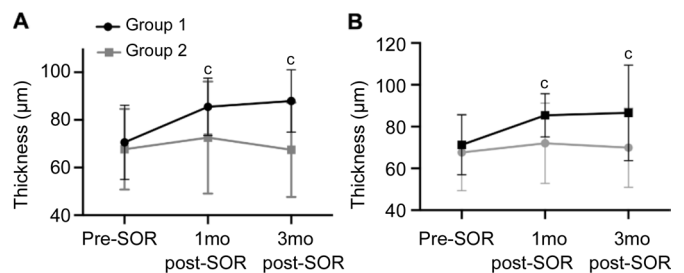 A
Group 1
Group 2
Thickness (μm)
100
80
60
40
c
c
Pre-SOR
1mo
post-SOR
3mo
post-SOR
B
Thickness (μm)
120
100
80
60
40
c
c
Pre-SOR
1mo
post-SOR
3mo
post-SOR